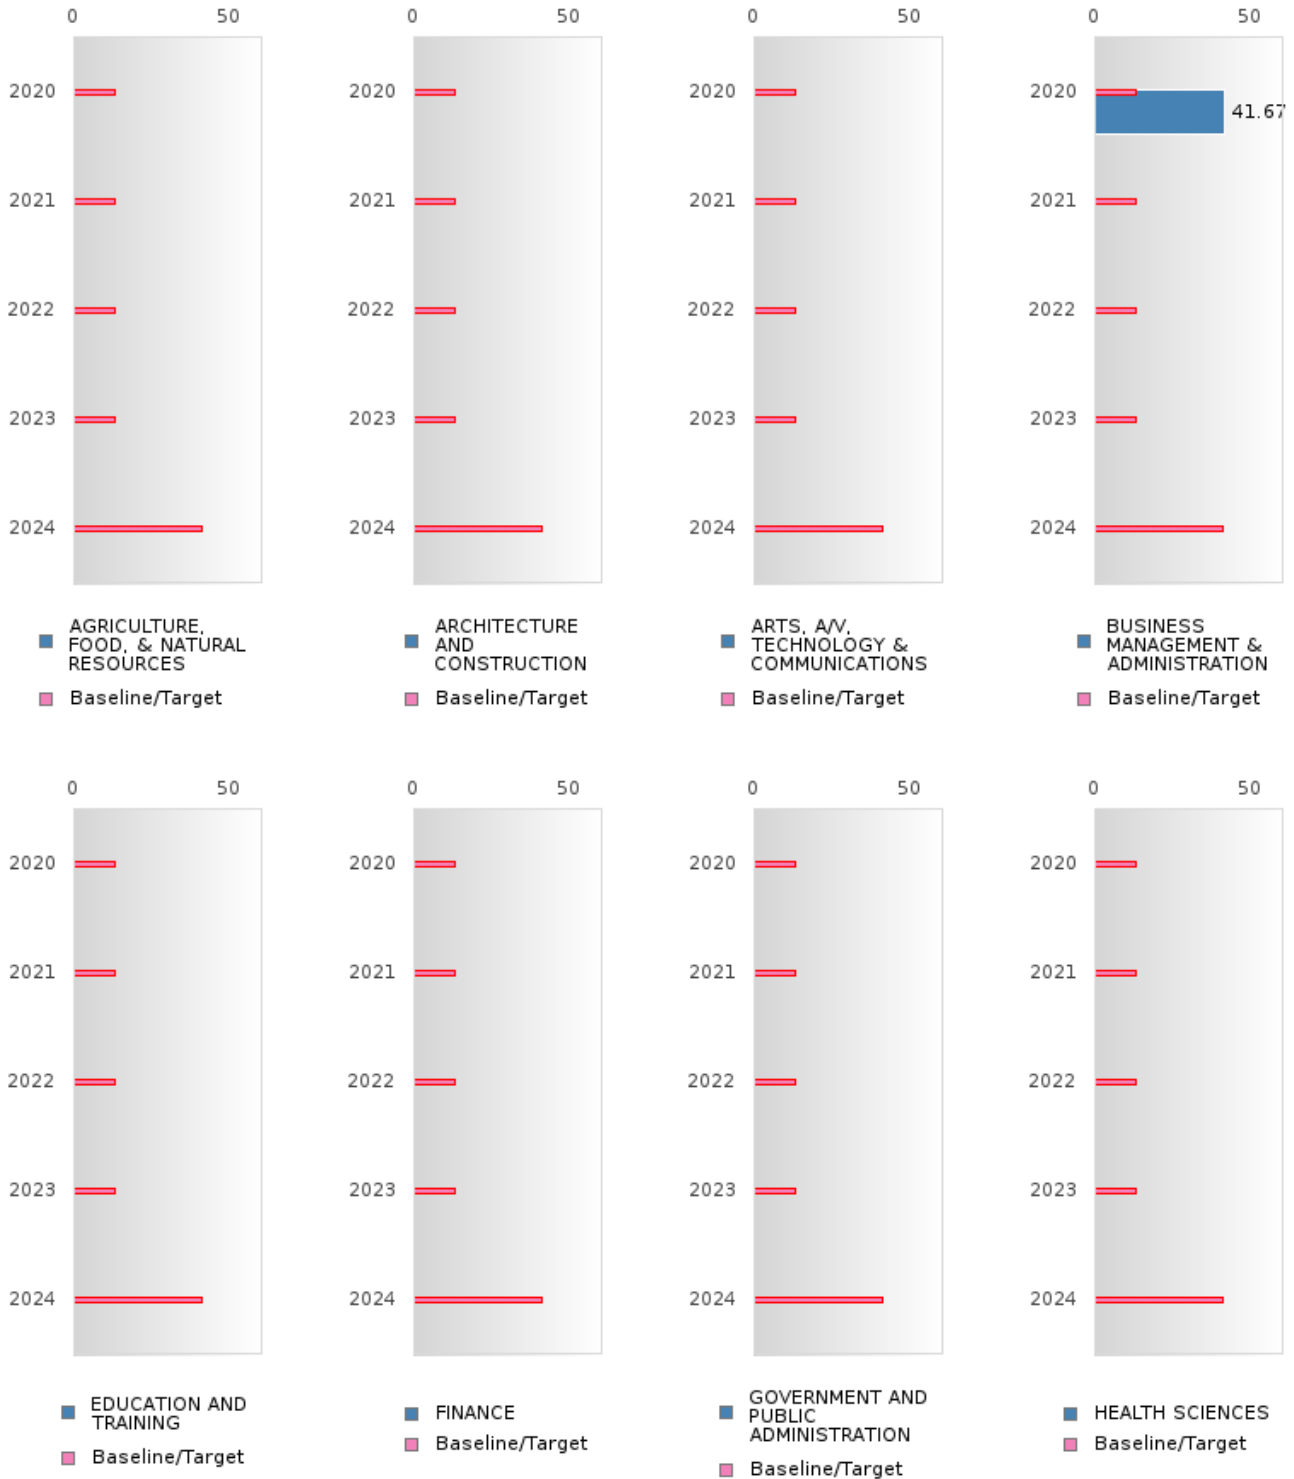 0 50
2020
2021
2022
2023
2024
AGRICULTURE,
FOOD, & NATURAL
RESOURCES
Baseline/Target
0 50
2020
2021
2022
2023
2024
ARCHITECTURE
AND
CONSTRUCTION
Baseline/Target
0 50
2020
2021
2022
2023
2024
ARTS, A/V,
TECHNOLOGY &
COMMUNICATIONS
Baseline/Target
0 50
2020
41.67
2021
2022
2023
2024
BUSINESS
MANAGEMENT &
ADMINISTRATION
Baseline/Target
0 50
2020
2021
2022
2023
2024
EDUCATION AND
TRAINING
Baseline/Target
0 50
2020
2021
2022
2023
2024
FINANCE
Baseline/Target
0 50
2020
2021
2022
2023
2024
GOVERNMENT AND
PUBLIC
ADMINISTRATION
Baseline/Target
0 50
2020
2021
2022
2023
2024
HEALTH SCIENCES
Baseline/Target